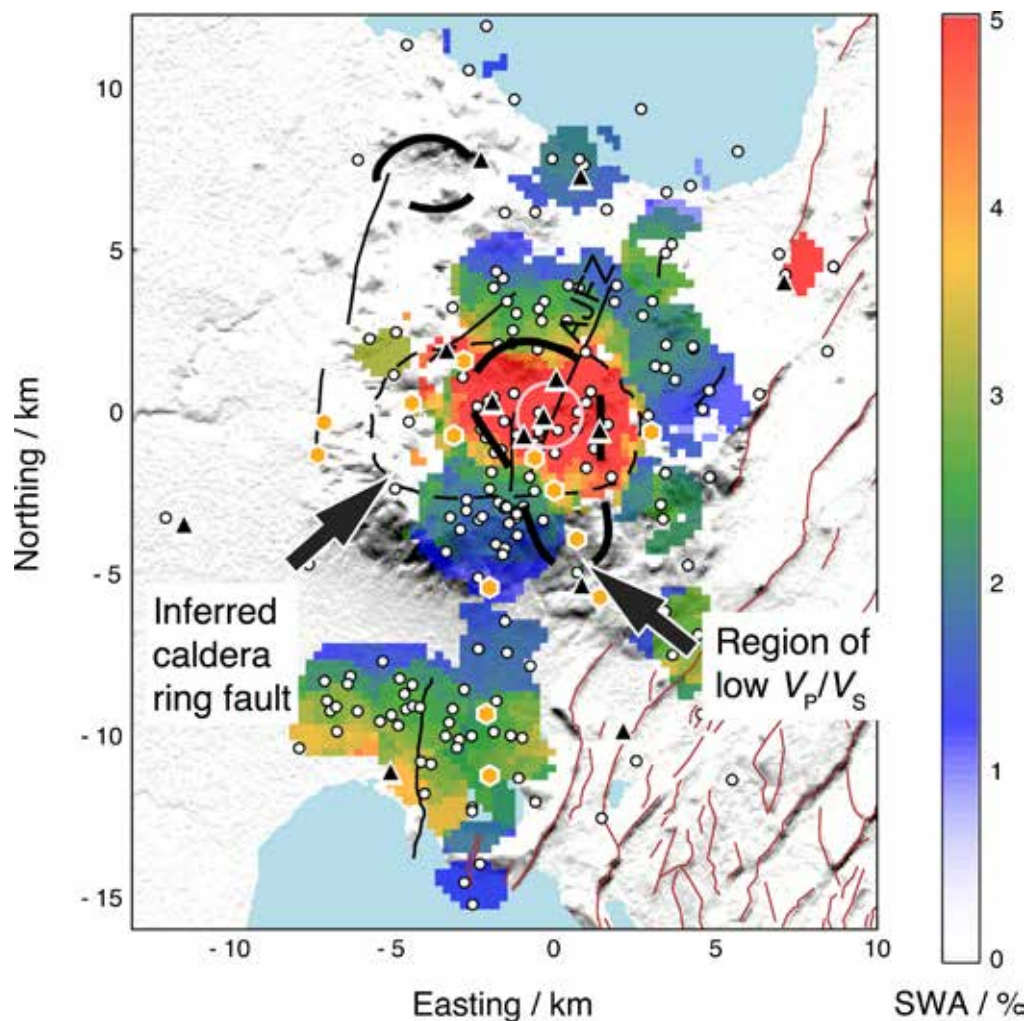 10
5
0
- 5
- 10
- 15
Northing / km
- 10
- 5
0
5
10
Easting / km
AJFZ
Inferred
caldera
ring fault
Region of
low VP/VS
5
4
3
2
1
0
SWA / %